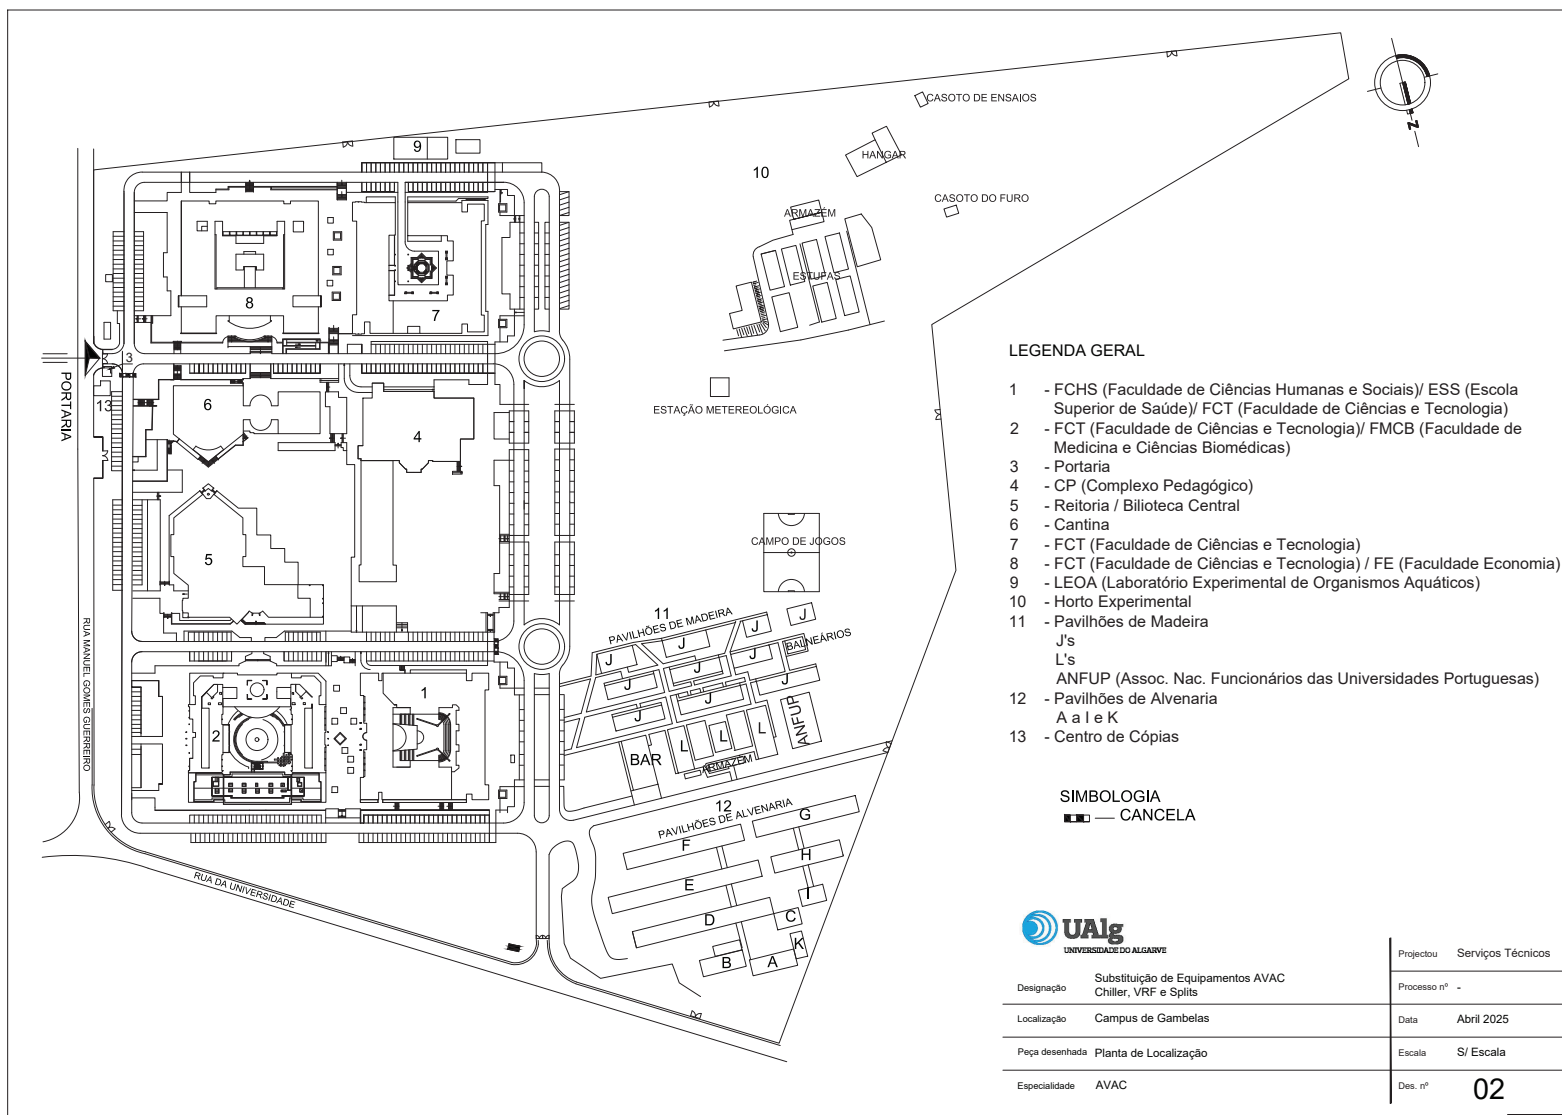 CASOTO DE ENSAIOS
9
HANGAR
10
CASOTO DO FURO
N
ARMAZÉM
ESTUFAS
8
7
3
PORTARIA
13
6
4
ESTAÇÃO METEREOLÓGICA
5
CAMPO DE JOGOS
11
PAVILHÕES DE MADEIRA
J
J
J
J
BALNEÁRIOS
J
J
J
J
J
J
RUA MANUEL GOMES GUERREIRO
1
2
L
L
L
ANFUP
BAR
ARMAZÉM
12
PAVILHÕES DE ALVENARIA
G
F
H
E
I
D
C
K
B
A
RUA DA UNIVERSIDADE
LEGENDA GERAL
1 - FCHS (Faculdade de Ciências Humanas e Sociais)/ ESS (Escola
Superior de Saúde)/ FCT (Faculdade de Ciências e Tecnologia)
2 - FCT (Faculdade de Ciências e Tecnologia)/ FMCB (Faculdade de
Medicina e Ciências Biomédicas)
3 - Portaria
4 - CP (Complexo Pedagógico)
5 - Reitoria / Bilioteca Central
6 - Cantina
7 - FCT (Faculdade de Ciências e Tecnologia)
8 - FCT (Faculdade de Ciências e Tecnologia) / FE (Faculdade Economia)
9 - LEOA (Laboratório Experimental de Organismos Aquáticos)
10 - Horto Experimental
11 - Pavilhões de Madeira
J's
L's
ANFUP (Assoc. Nac. Funcionários das Universidades Portuguesas)
12 - Pavilhões de Alvenaria
A a I e K
13 - Centro de Cópias
SIMBOLOGIA
— CANCELA
UAlg
UNIVERSIDADE DO ALGARVE
Designação Substituição de Equipamentos AVAC
Chiller, VRF e Splits
Localização Campus de Gambelas
Peça desenhada Planta de Localização
Especialidade AVAC
Projectou Serviços Técnicos
Processo nº -
Data Abril 2025
Escala S/ Escala
Des. nº 02